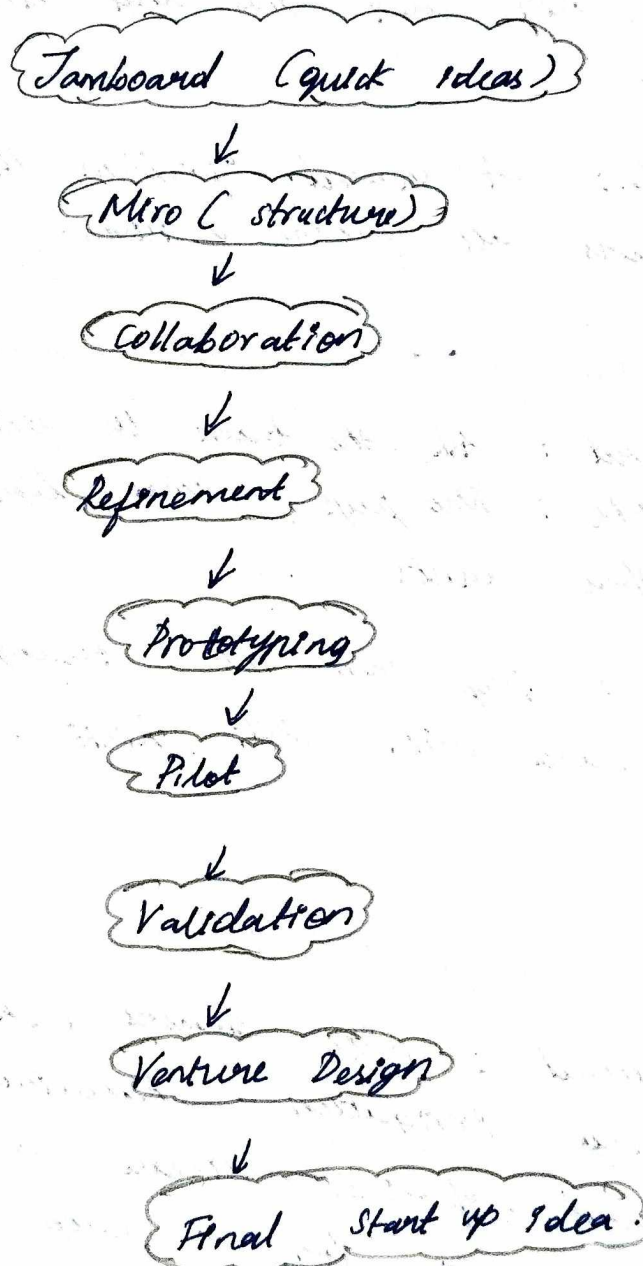 Jamboard (quick ideas)
↓
Miro ( structure)
↓
Collaboration
↓
Refinement
↓
Prototyping
↓
Pilot
↓
Validation
↓
Venture Design
↓
Final start up idea.